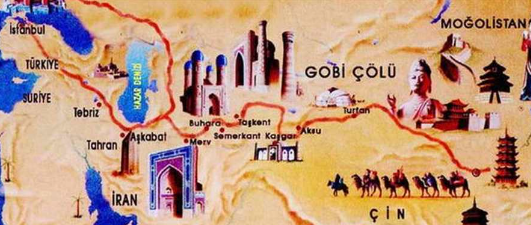 İstanbul
MOĞOLİSTAN
TÜRKİYE
HAZAR DENİZİ
GOBİ ÇÖLÜ
SURİYE
Tebriz
Turfan
Buhara
Taşkent
Tahran
Aşkabat
Semerkant
Kaşgar
Aksu
Merv
İRAN
ÇİN